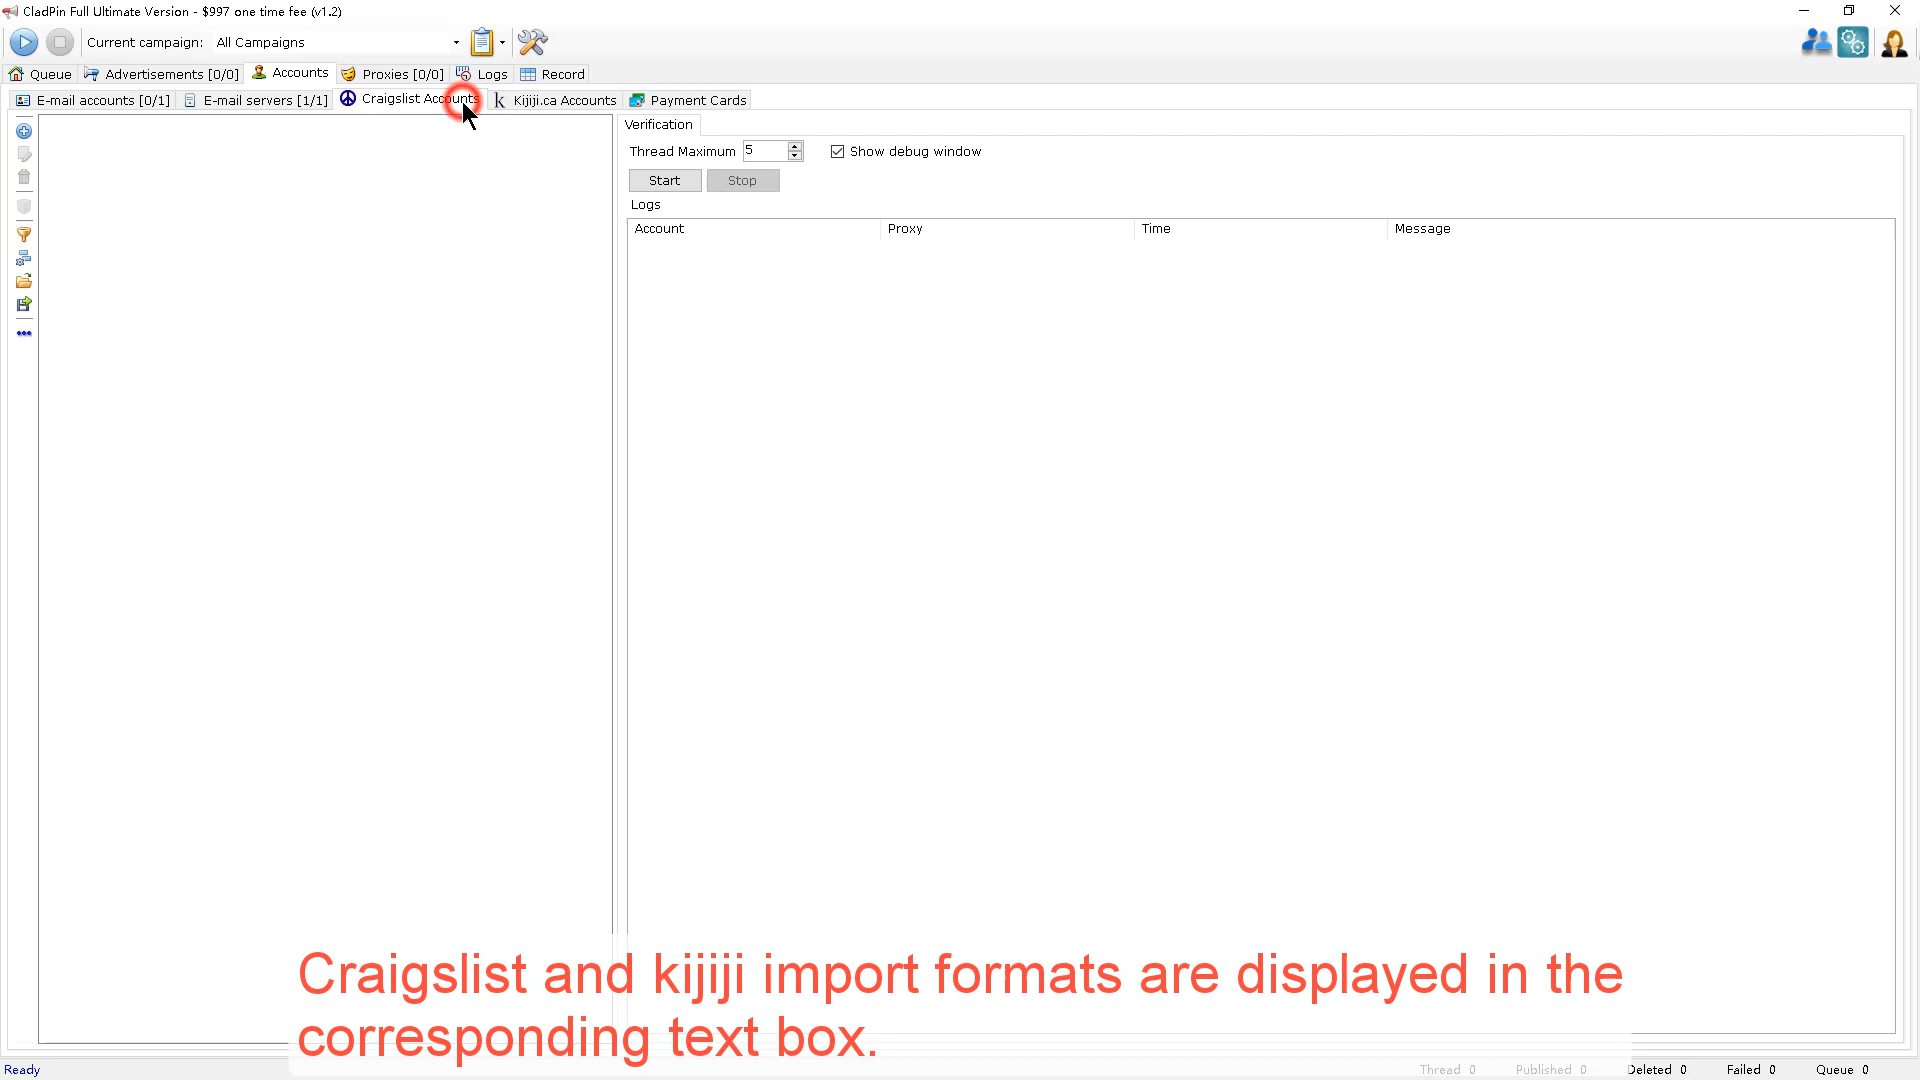 CladPin Full Ultimate Version - $997 one time fee (v1.2)
Current campaign: All Campaigns
Queue Advertisements [0/0] Accounts Proxies [0/0] Logs Record
E-mail accounts [0/1] E-mail servers [1/1] Craigslist Accounts k Kijiji.ca Accounts Payment Cards
Verification
Thread Maximum 5 Show debug window
Start Stop
Logs
Account Proxy Time Message
Craigslist and kijiji import formats are displayed in the
corresponding text box.
Ready Thread 0 Published 0 Deleted 0 Failed 0 Queue 0